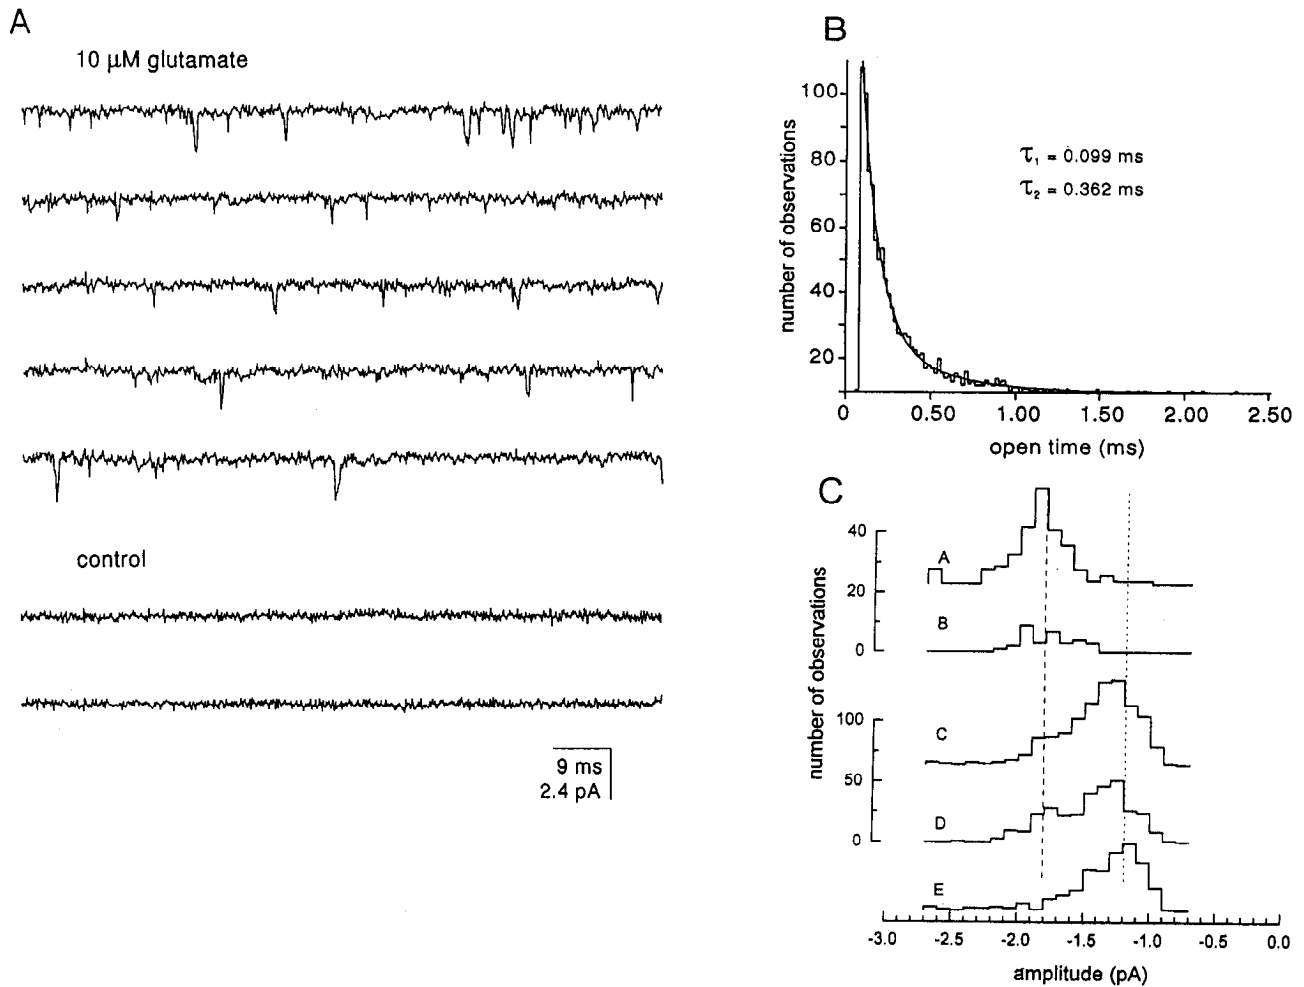 A
10 μM glutamate
control
9 ms
2.4 pA
B
number of observations
100
80
60
40
20
τ₁ = 0.099 ms
τ₂ = 0.362 ms
0 0.50 1.00 1.50 2.00 2.50
open time (ms)
C
number of observations
40
20
0
100
50
0
A
B
C
D
E
-3.0 -2.5 -2.0 -1.5 -1.0 -0.5 0.0
amplitude (pA)